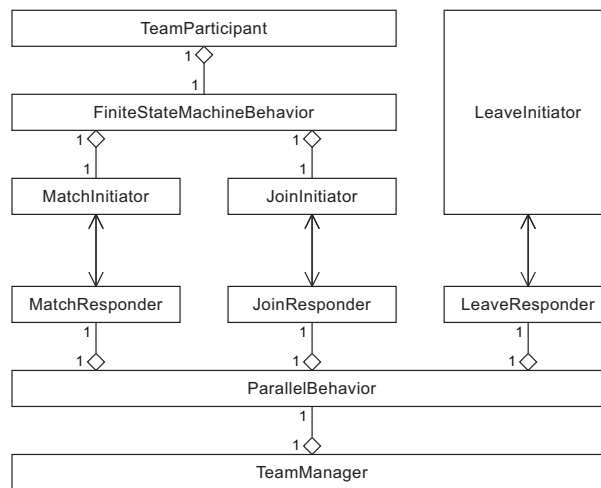 TeamParticipant
1
1
FiniteStateMachineBehavior
LeaveInitiator
1
1
1
1
MatchInitiator
JoinInitiator
MatchResponder
JoinResponder
LeaveResponder
1
1
1
1
1
1
ParallelBehavior
1
1
TeamManager